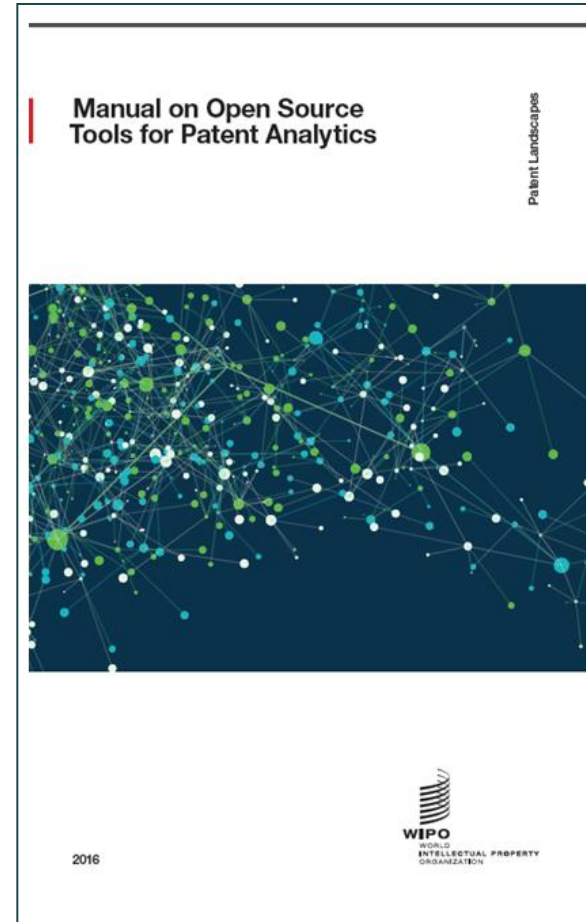 Manual on Open Source
Tools for Patent Analytics
Patent Landscapes
2016
WIPO
WORLD
INTELLECTUAL PROPERTY
ORGANIZATION